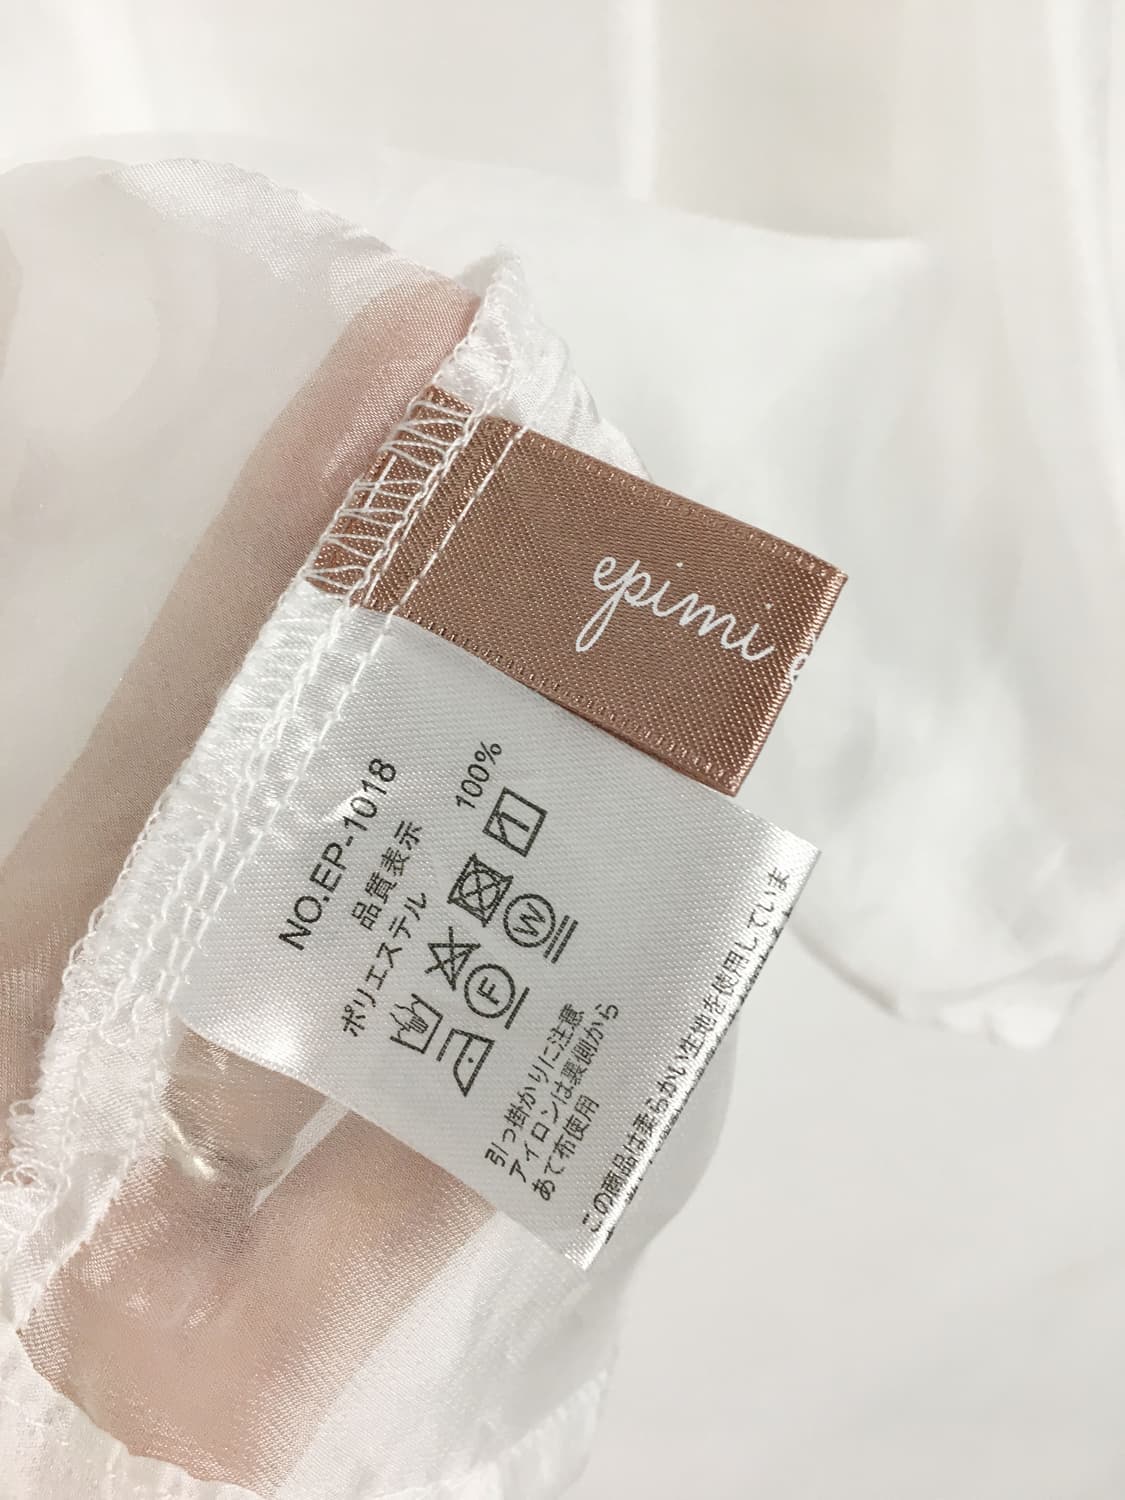 epimi
NO.EP-1018
品質表示
ポリエステル 100%
W
F
引っ掛かりに注意
アイロンは裏側から
あて布使用
この商品は柔らかい生地を使用していま